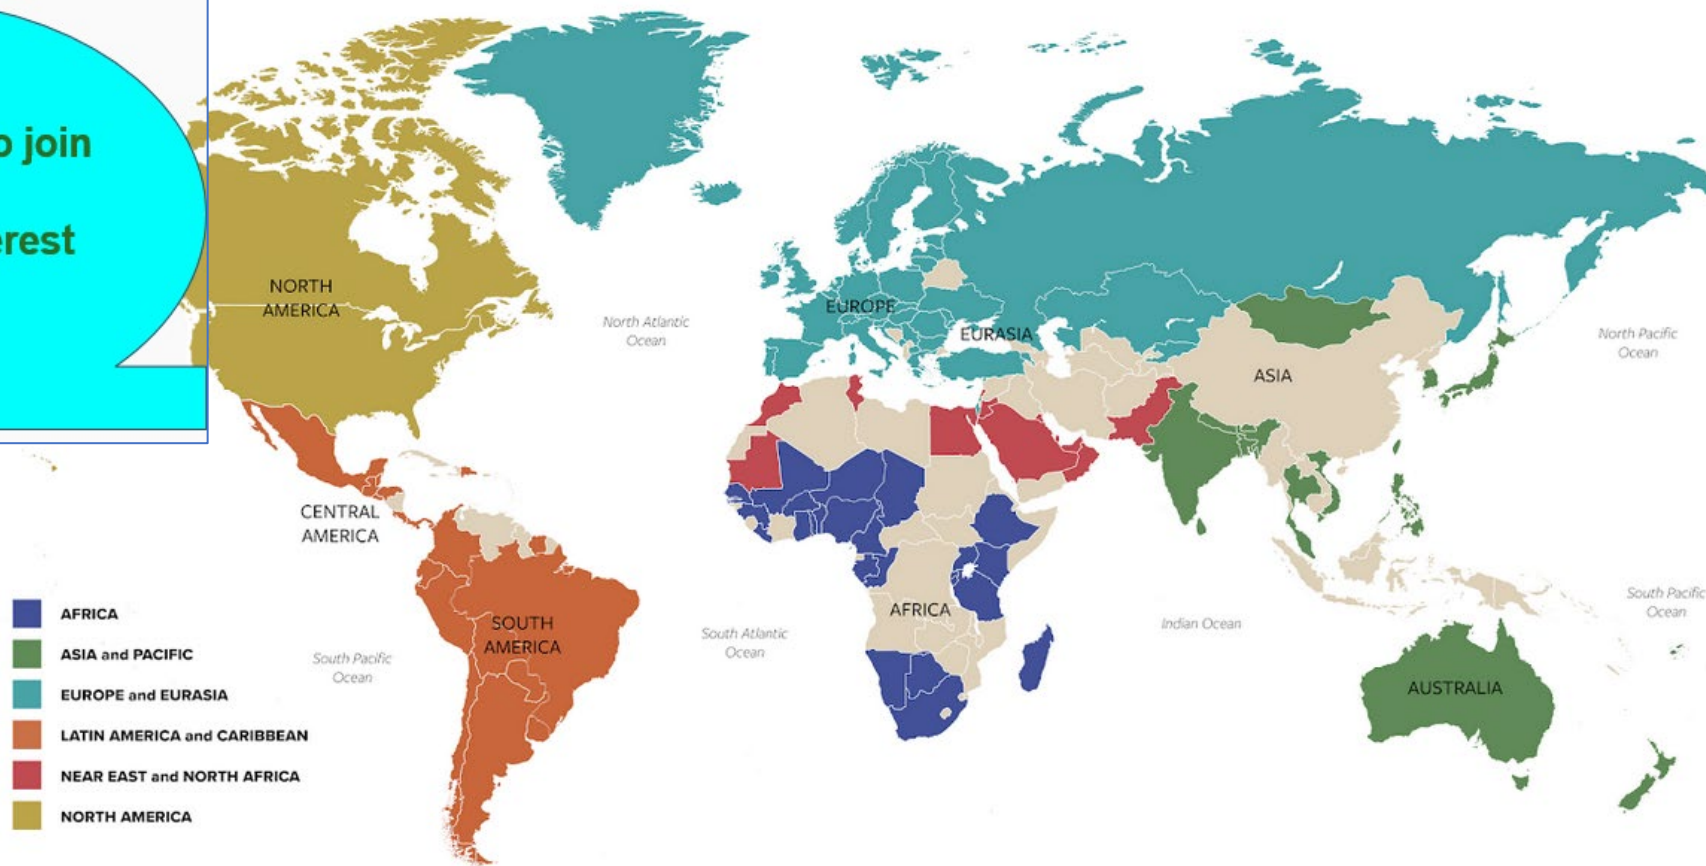 o join
erest
NORTH
AMERICA
North Atlantic
Ocean
EUROPE
EURASIA
ASIA
North Pacific
Ocean
CENTRAL
AMERICA
SOUTH
AMERICA
AFRICA
South Pacific
Ocean
South Atlantic
Ocean
Indian Ocean
South Pacific
Ocean
AUSTRALIA
AFRICA
ASIA and PACIFIC
EUROPE and EURASIA
LATIN AMERICA and CARIBBEAN
NEAR EAST and NORTH AFRICA
NORTH AMERICA